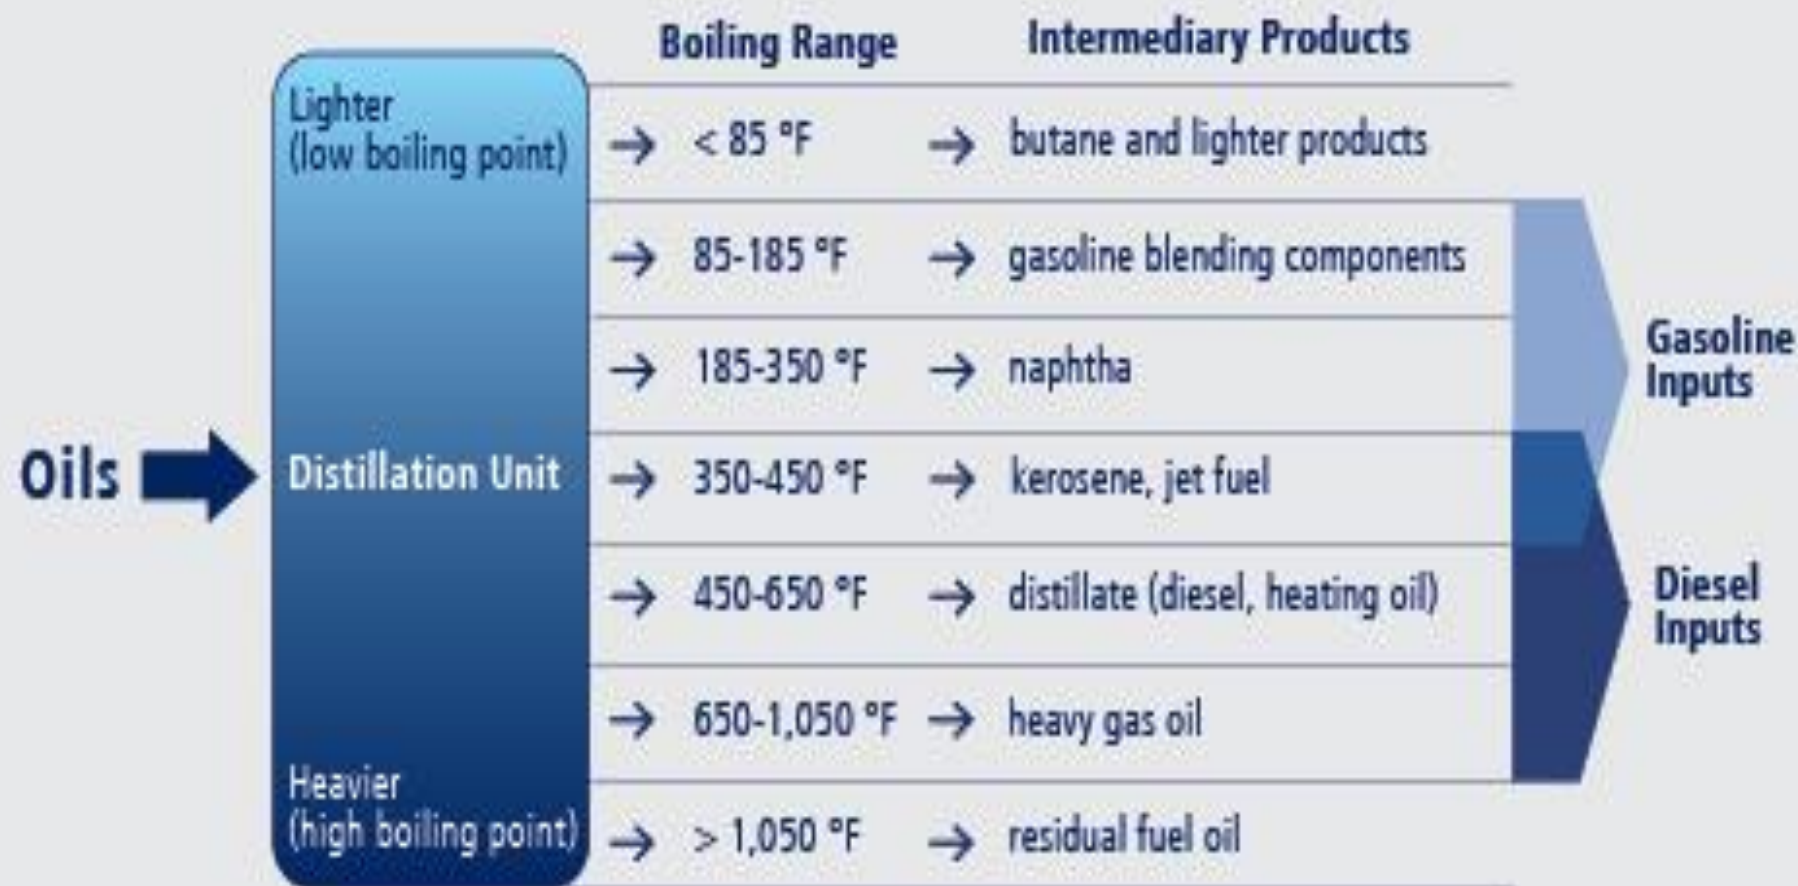 Boiling Range
Intermediary Products
Lighter
(low boiling point)
→ < 85 °F → butane and lighter products
→ 85-185 °F → gasoline blending components
→ 185-350 °F → naphtha
Gasoline
Inputs
Oils
Distillation Unit
→ 350-450 °F → kerosene, jet fuel
→ 450-650 °F → distillate (diesel, heating oil)
Diesel
Inputs
→ 650-1,050 °F → heavy gas oil
Heavier
(high boiling point)
→ > 1,050 °F → residual fuel oil